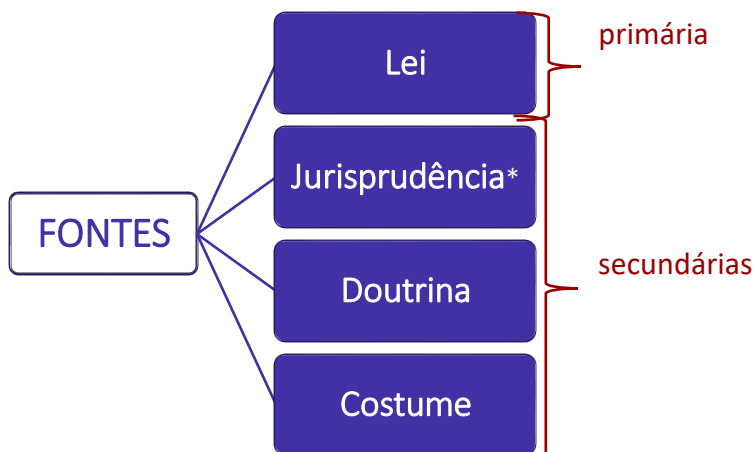 primária
Lei
Jurisprudência*
FONTES
Doutrina
secundárias
Costume